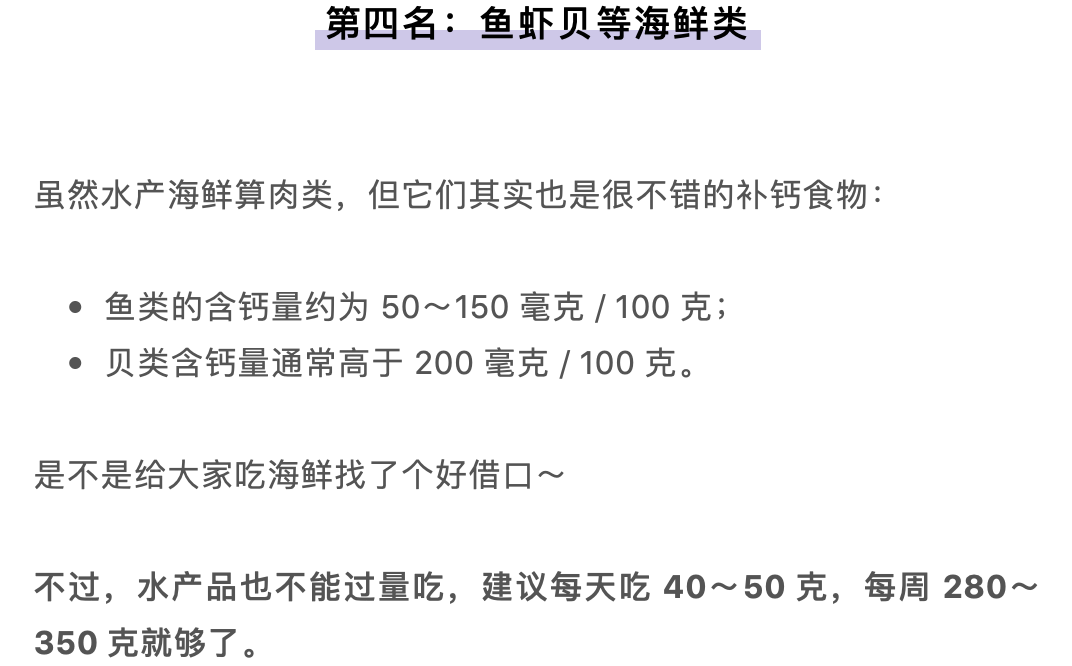 第四名：鱼虾贝等海鲜类
虽然水产海鲜算肉类，但它们其实也是很不错的补钙食物：
• 鱼类的含钙量约为 50～150 毫克 / 100 克；
• 贝类含钙量通常高于 200 毫克 / 100 克。
是不是给大家吃海鲜找了个好借口～
不过，水产品也不能过量吃，建议每天吃 40～50 克，每周 280～
350 克就够了。